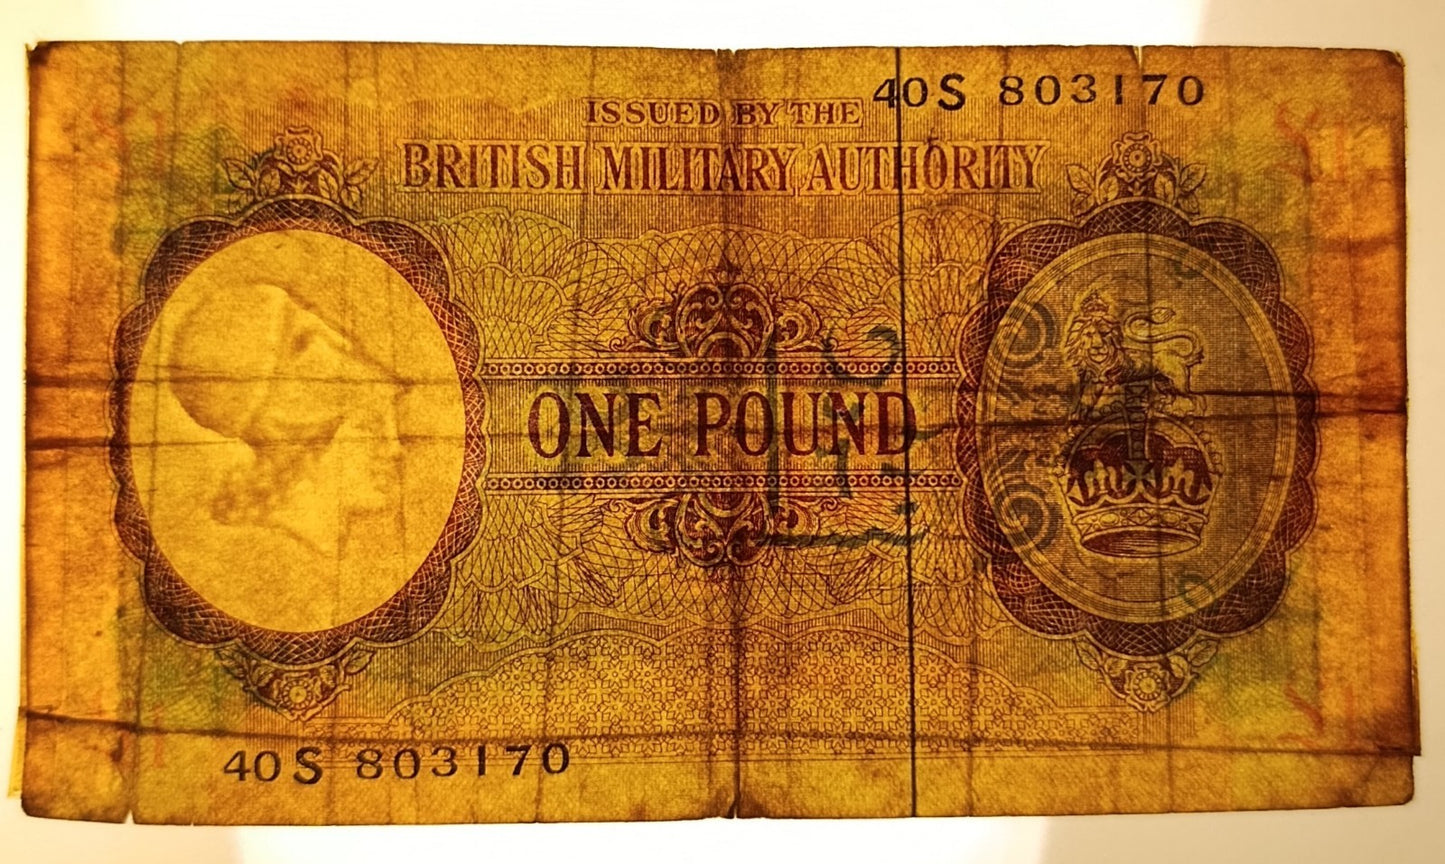 40S 803170
ISSUED BY THE
BRITISH MILITARY AUTHORITY
ONE POUND
40S 803170